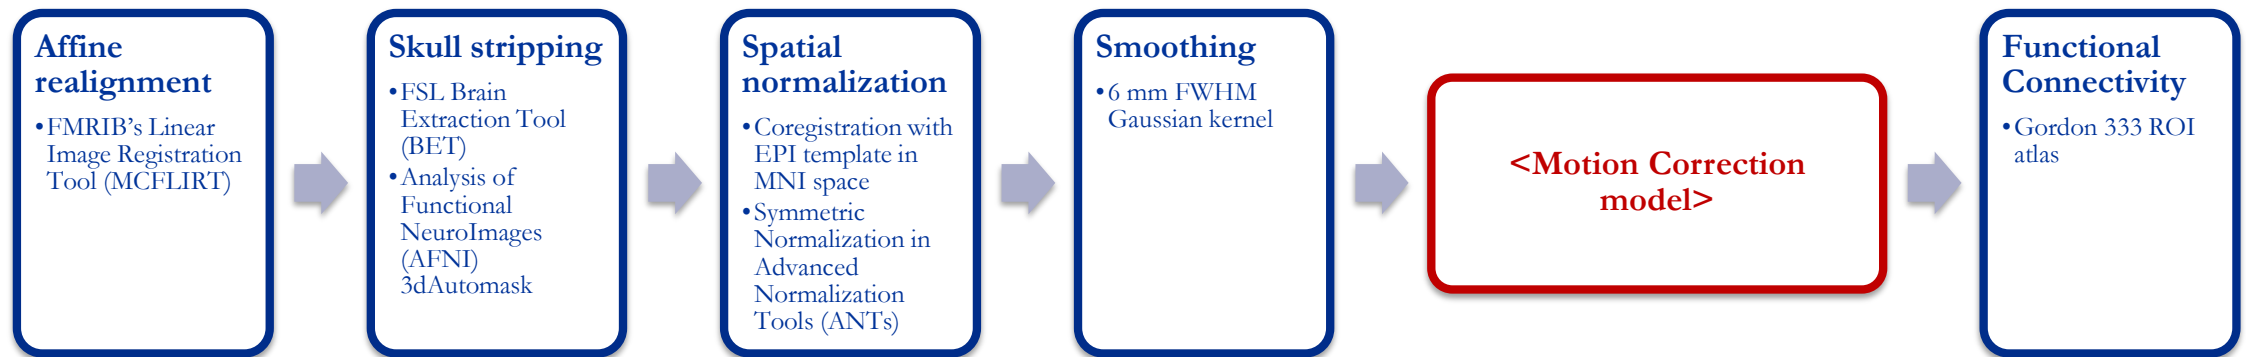 Affine
realignment
•FMRIB's Linear
Image Registration
Tool (MCFLIRT)
Skull stripping
•FSL Brain
Extraction Tool
(BET)
•Analysis of
Functional
NeuroImages
(AFNI)
3dAutomask
Spatial
normalization
•Coregistration with
EPI template in
MNI space
•Symmetric
Normalization in
Advanced
Normalization
Tools (ANTs)
Smoothing
•6 mm FWHM
Gaussian kernel
<Motion Correction
model>
Functional
Connectivity
•Gordon 333 ROI
atlas